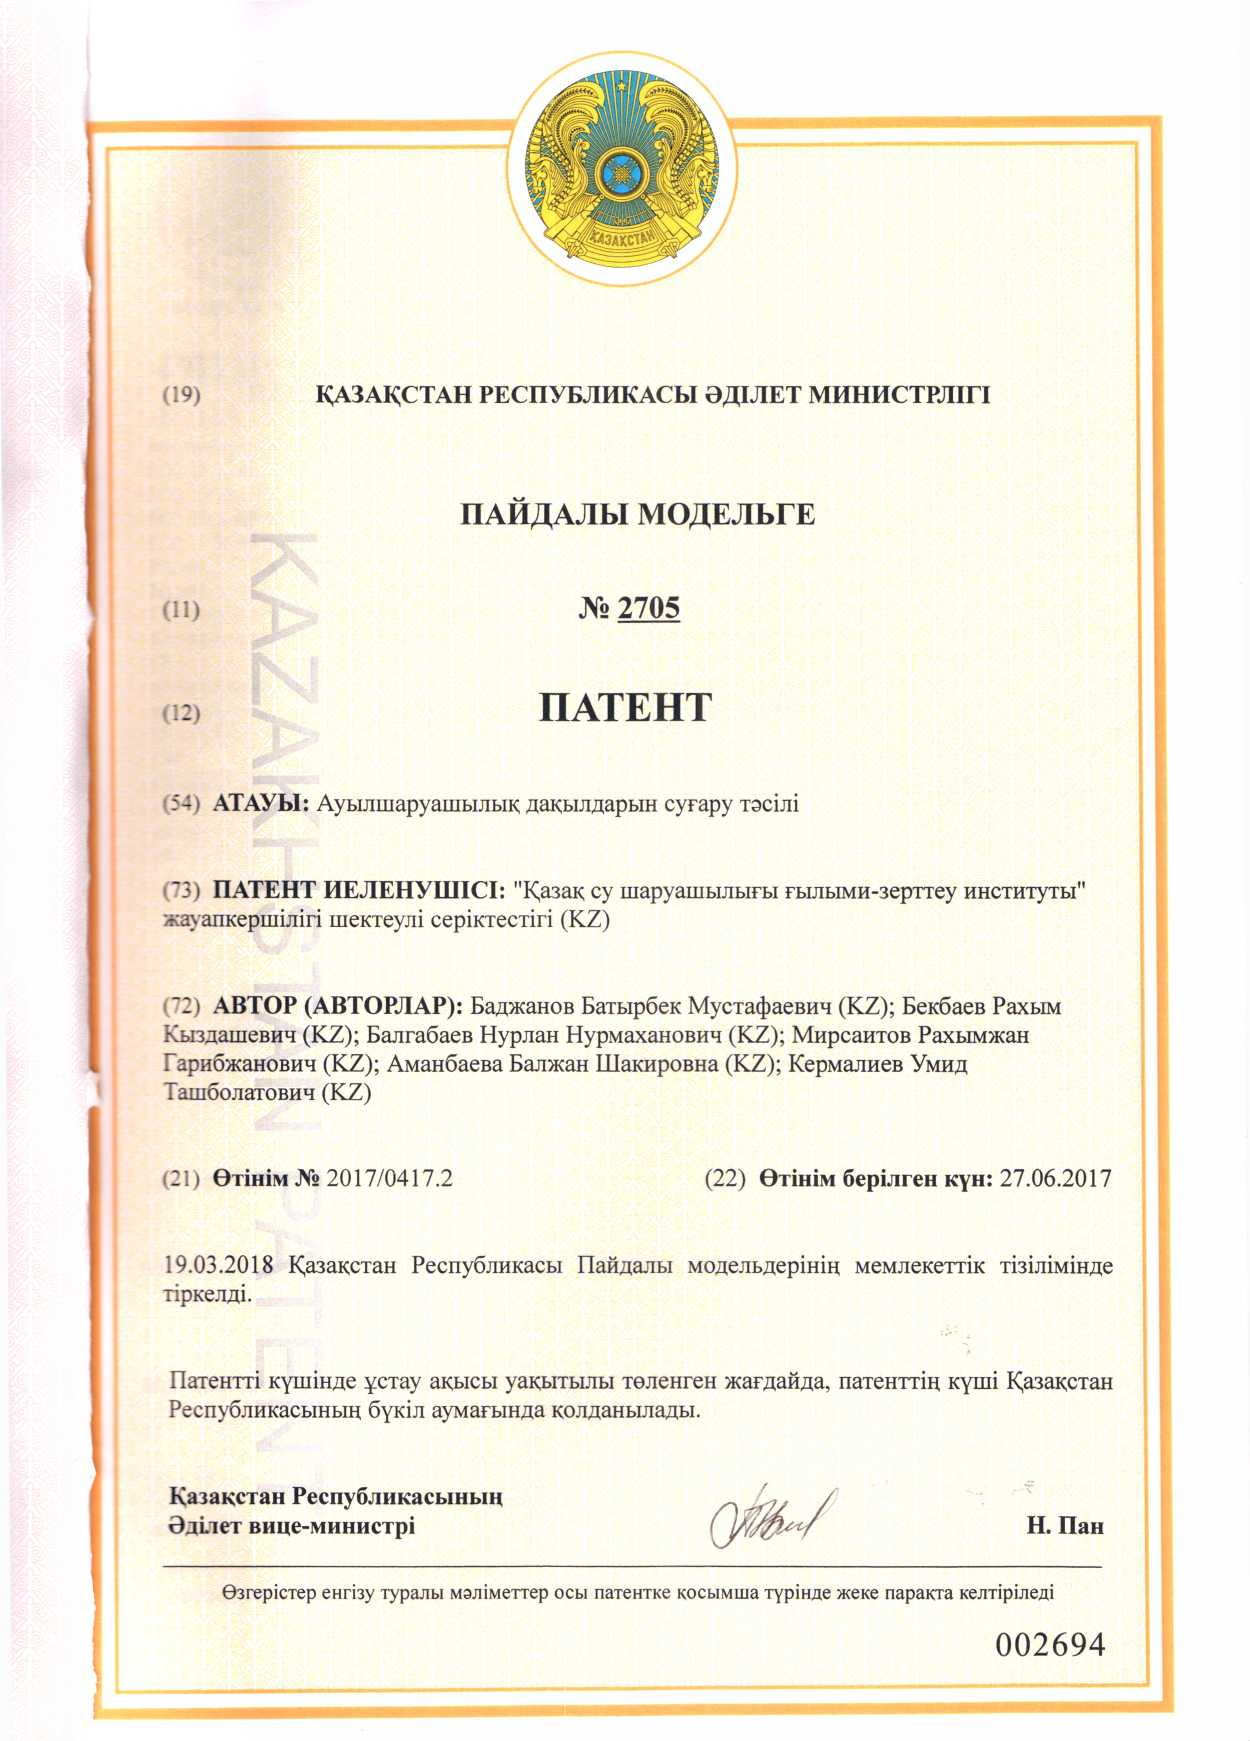 ҚАЗАҚСТАН
(19) ҚАЗАҚСТАН РЕСПУБЛИКАСЫ ӘДІЛЕТ МИНИСТРЛІГІ
ПАЙДАЛЫ МОДЕЛЬГЕ
(11) № 2705
(12) ПАТЕНТ
(54) АТАУЫ: Ауылшаруашылық дақылдарын суғару тәсілі
(73) ПАТЕНТ ИЕЛЕНУШІСІ: "Қазақ су шаруашылығы ғылыми-зерттеу институты"
жауапкершілігі шектеулі серіктестігі (KZ)
(72) АВТОР (АВТОРЛАР): Баджанов Батырбек Мустафаевич (KZ); Бекбаев Рахым
Кыздашевич (KZ); Балгабаев Нурлан Нурмаханович (KZ); Мирсаитов Рахымжан
Гарибжанович (KZ); Аманбаева Балжан Шакировна (KZ); Кермалиев Умид
Ташболатович (KZ)
(21) Өтінім № 2017/0417.2 (22) Өтінім берілген күн: 27.06.2017
19.03.2018 Қазақстан Республикасы Пайдалы модельдерінің мемлекеттік тізілімінде
тіркелді.
Патентті күшінде ұстау ақысы уақытылы төленген жағдайда, патенттің күші Қазақстан
Республикасының бүкіл аумағында қолданылады.
Қазақстан Республикасының
Әділет вице-министрі Н. Пан
Өзгерістер енгізу туралы мәліметтер осы патентке қосымша түрінде жеке парақта келтіріледі
002694
KAZAKHSTAN PATENT